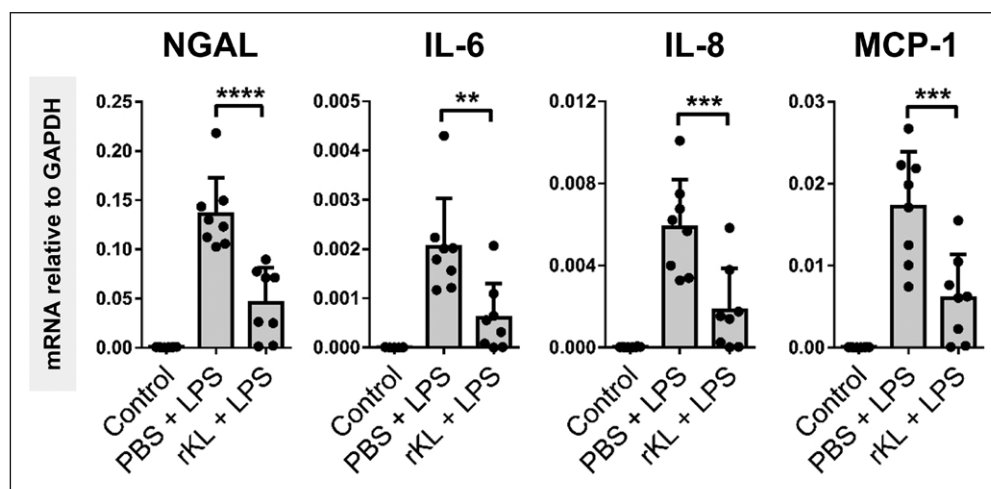 NGAL
IL-6
IL-8
MCP-1
mRNA relative to GAPDH
0.25
0.20
0.15
0.10
0.05
0.00
****
Control
PBS + LPS
rKL + LPS
0.005
0.004
0.003
0.002
0.001
0.000
**
Control
PBS + LPS
rKL + LPS
0.012
0.008
0.004
0.000
***
Control
PBS + LPS
rKL + LPS
0.03
0.02
0.01
0.00
***
Control
PBS + LPS
rKL + LPS